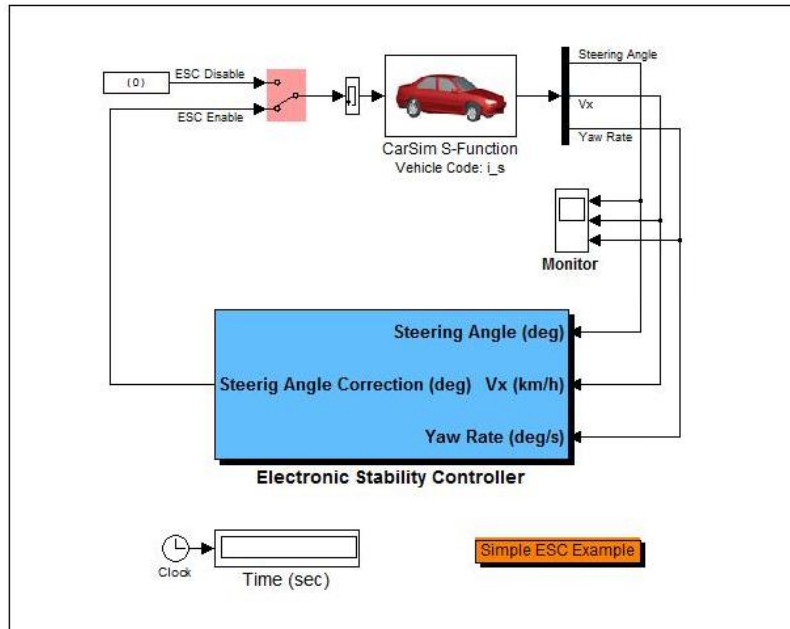 Steering Angle
ESC Disable
(0)
ESC Enable
Vx
Yaw Rate
CarSim S-Function
Vehicle Code: i_s
Monitor
Steering Angle (deg)
Steerig Angle Correction (deg) Vx (km/h)
Yaw Rate (deg/s)
Electronic Stability Controller
Simple ESC Example
Clock
Time (sec)